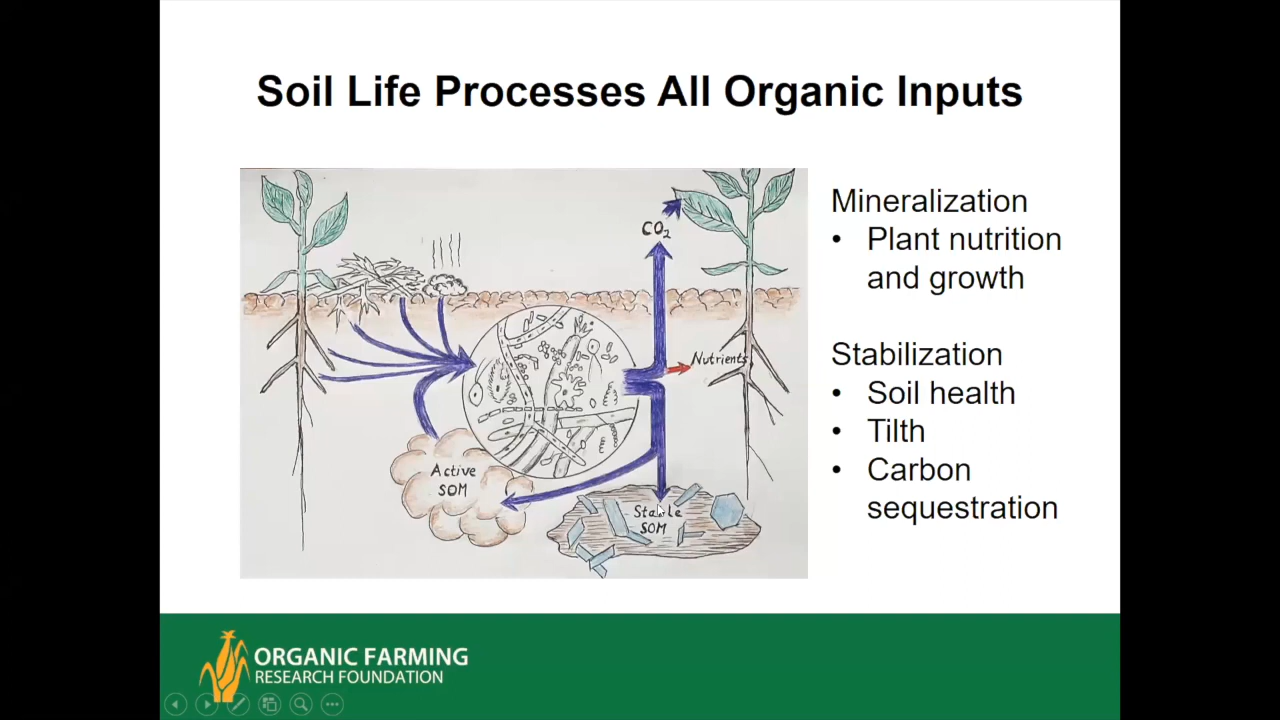 Soil Life Processes All Organic Inputs
CO₂
Nutrients
Active
SOM
Stable
SOM
Mineralization
• Plant nutrition
and growth
Stabilization
• Soil health
• Tilth
• Carbon
sequestration
ORGANIC FARMING
RESEARCH FOUNDATION